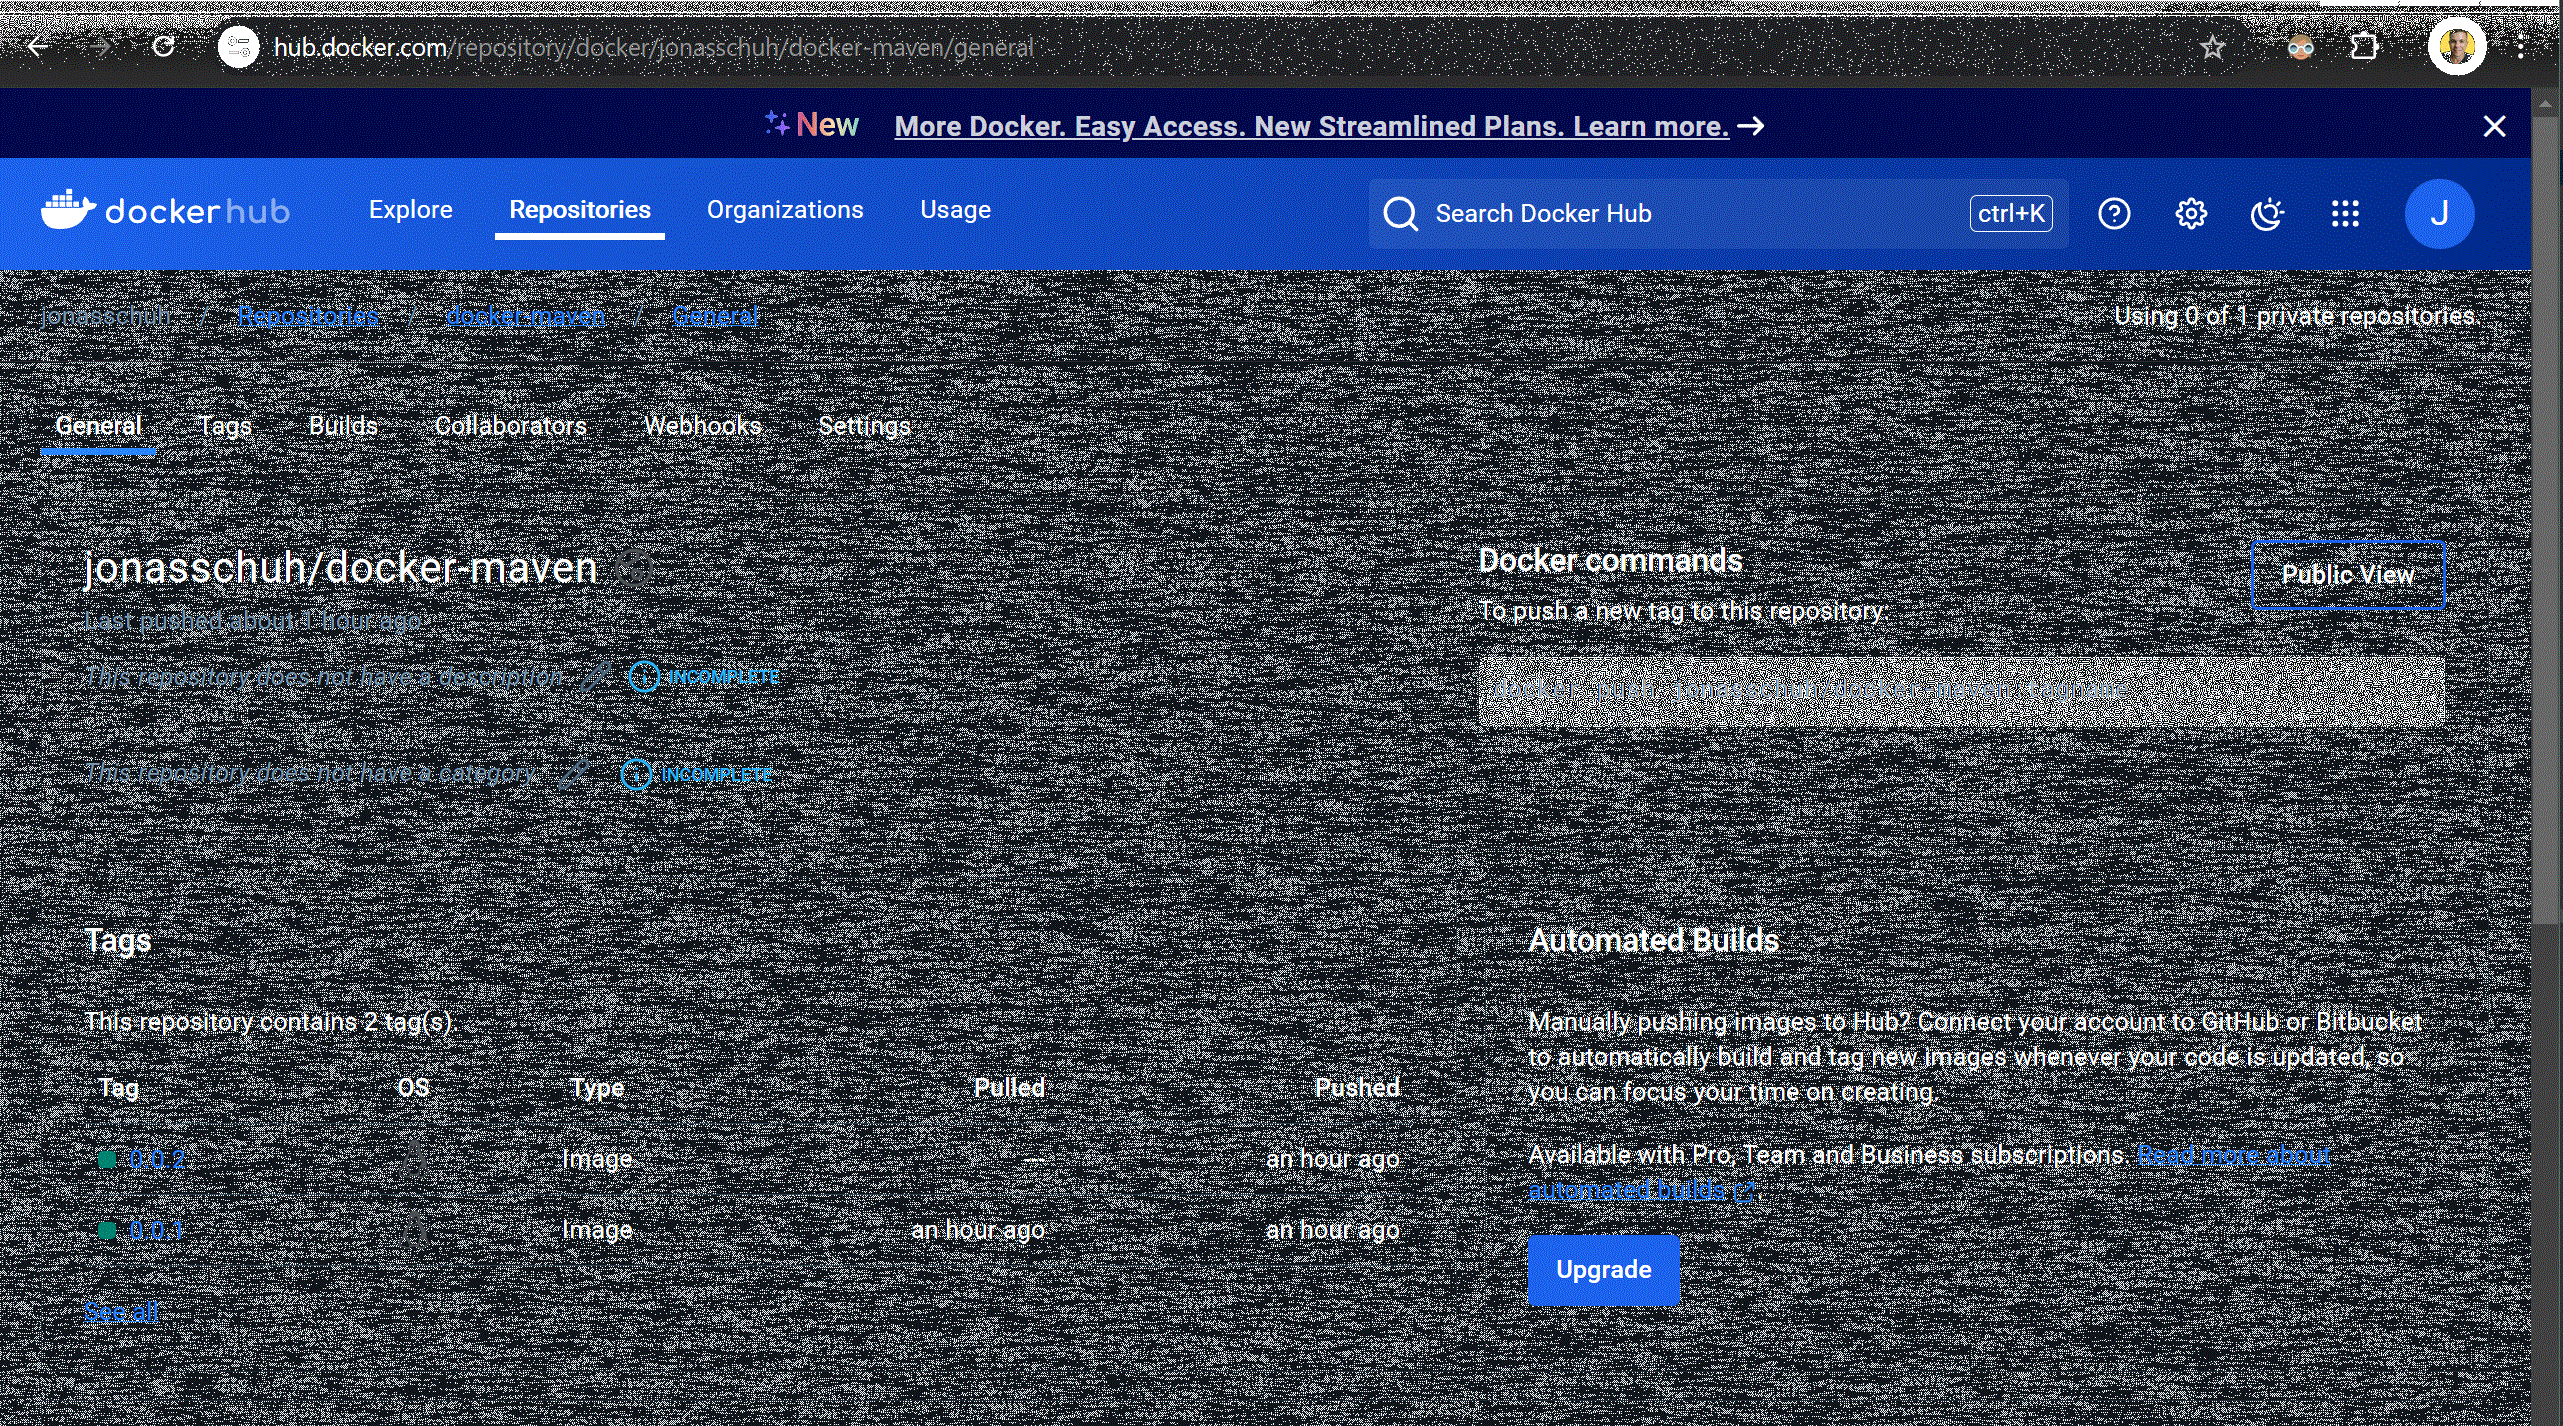 hub.docker.com/repository/docker/jonasschuh/docker-maven/general
New More Docker. Easy Access. New Streamlined Plans. Learn more. →
docker hub Explore Repositories Organizations Usage Search Docker Hub ctrl+K J
jonasschuh / Repositories / docker-maven / General Using 0 of 1 private repositories.
General Tags Builds Collaborators Webhooks Settings
jonasschuh/docker-maven
Last pushed about 1 hour ago
This repository does not have a description INCOMPLETE
This repository does not have a category INCOMPLETE
Docker commands Public View
To push a new tag to this repository:
docker push jonasschuh/docker-maven:tagname
Tags
This repository contains 2 tag(s).
Tag OS Type Pulled Pushed
0.0.2 Image --- an hour ago
0.0.1 Image an hour ago an hour ago
See all
Automated Builds
Manually pushing images to Hub? Connect your account to GitHub or Bitbucket
to automatically build and tag new images whenever your code is updated, so
you can focus your time on creating.
Available with Pro, Team and Business subscriptions. Read more about
automated builds
Upgrade